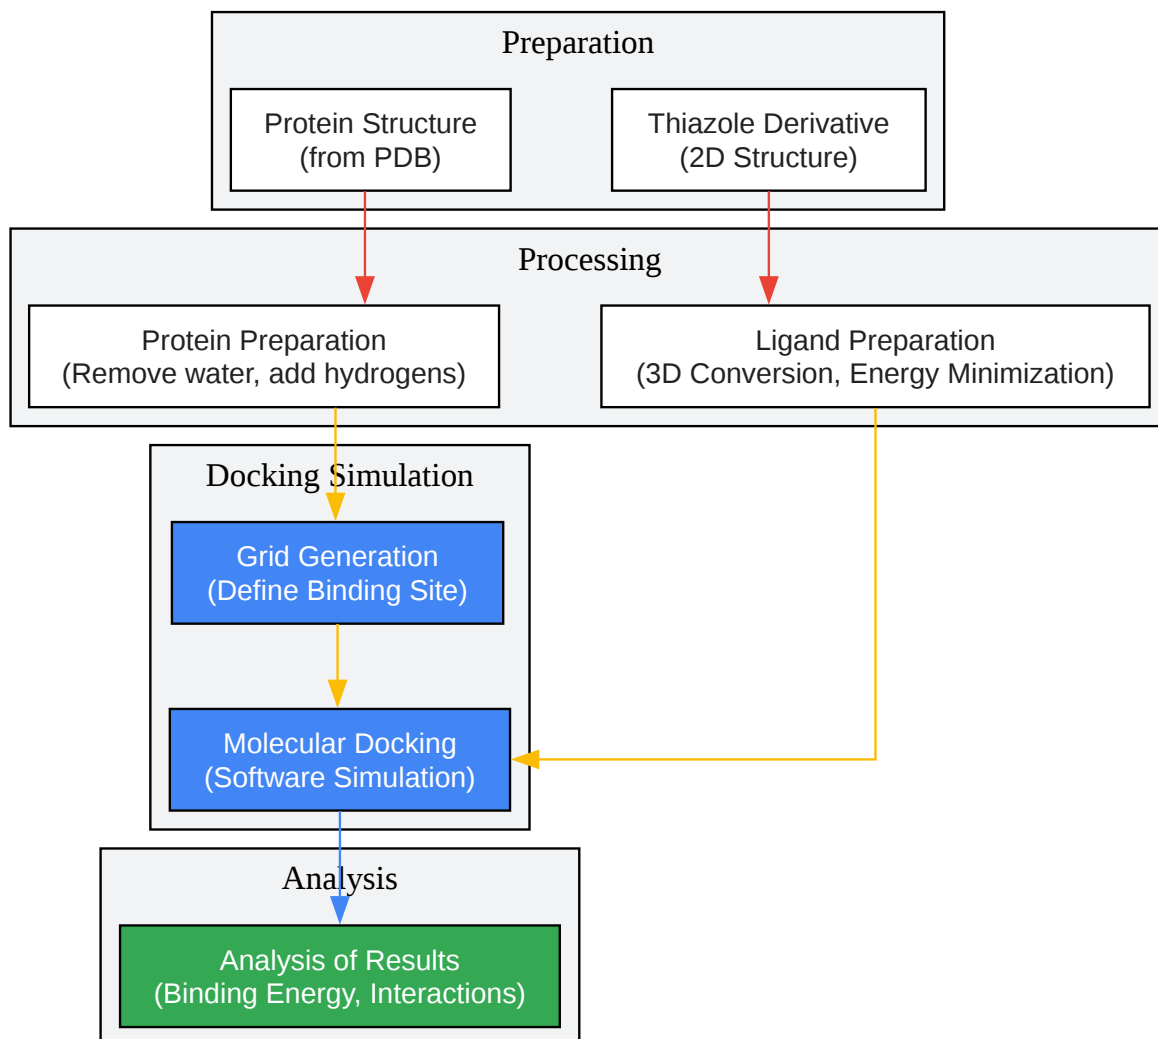 Preparation
Protein Structure
(from PDB)
Thiazole Derivative
(2D Structure)
Processing
Protein Preparation
(Remove water, add hydrogens)
Ligand Preparation
(3D Conversion, Energy Minimization)
Docking Simulation
Grid Generation
(Define Binding Site)
Molecular Docking
(Software Simulation)
Analysis
Analysis of Results
(Binding Energy, Interactions)